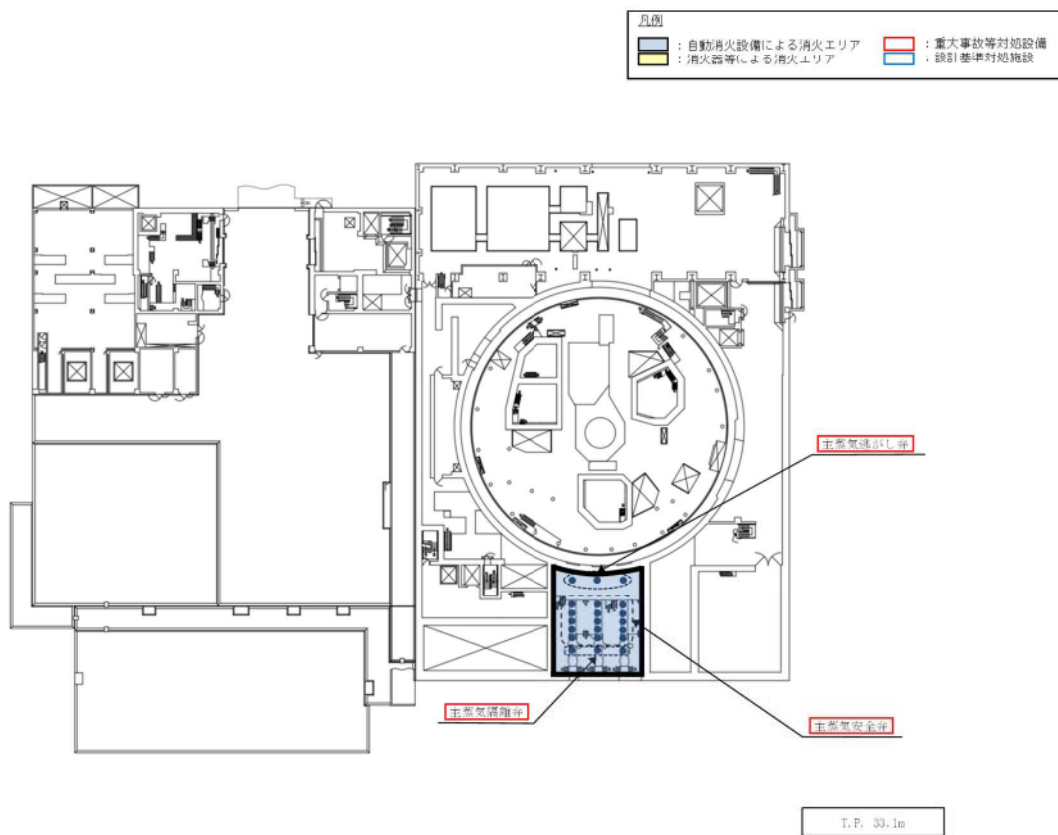 凡例
：自動消火設備による消火エリア
：重大事故等対処設備
：消火器等による消火エリア
：設計基準対処施設
主蒸気逃がし弁
主蒸気隔離弁
主蒸気安全弁
T.P. 33.1m